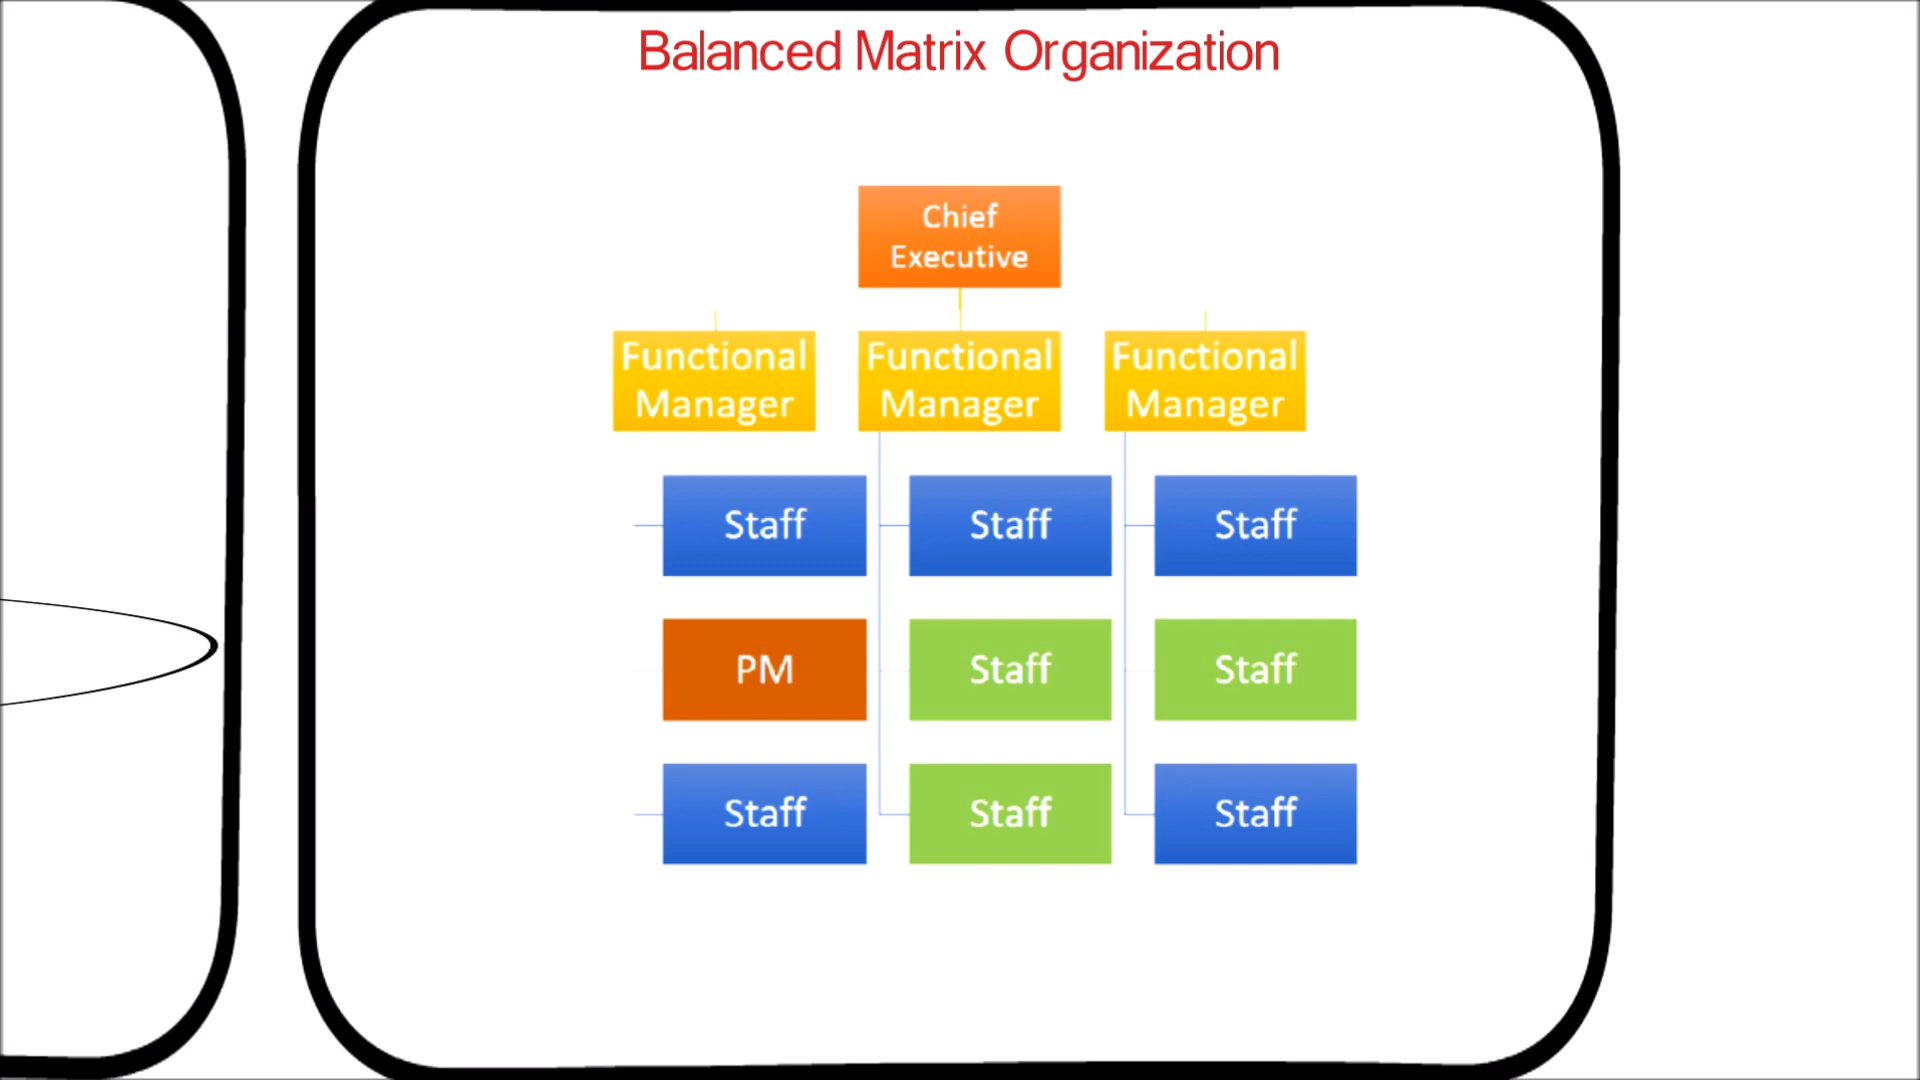 Balanced Matrix Organization
Chief
Executive
Functional
Manager
Functional
Manager
Functional
Manager
Staff
Staff
Staff
PM
Staff
Staff
Staff
Staff
Staff